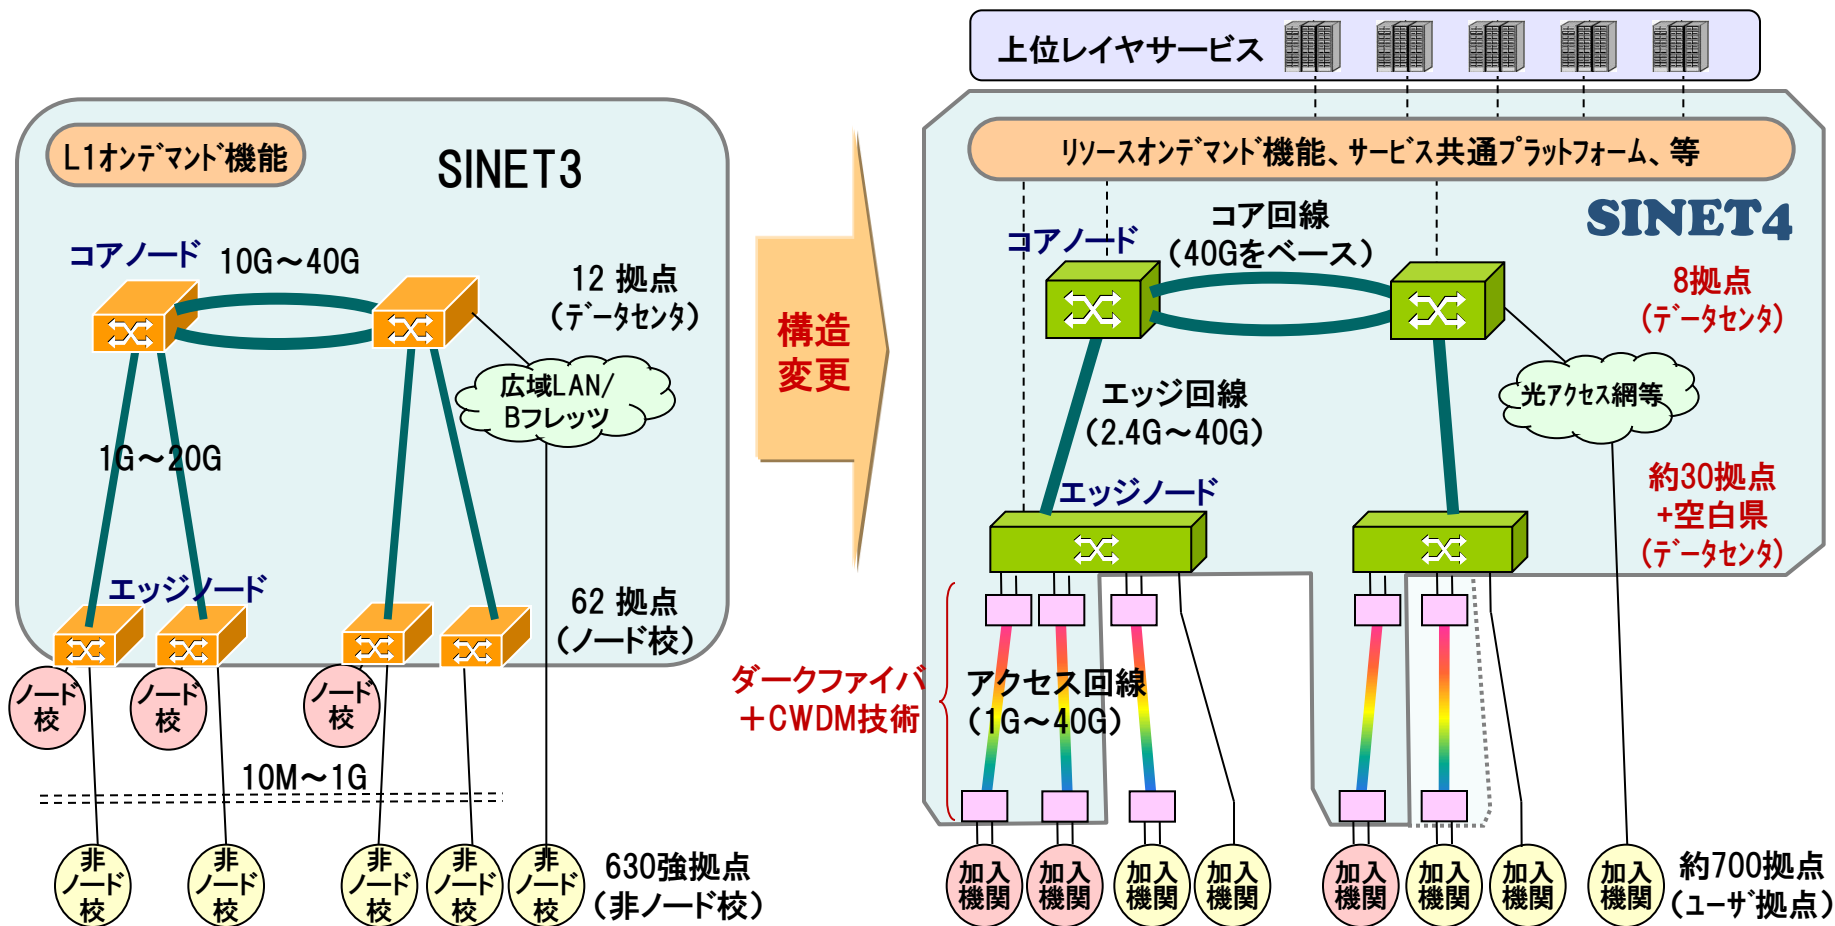 上位レイヤサービス
L1オンデマンド機能
SINET3
コアノード
10G～40G
12 拠点
（データセンタ）
広域LAN/
Bフレッツ
1G～20G
エッジノード
62 拠点
（ノード校）
ノード
校
ノード
校
ノード
校
10M～1G
非
ノード
校
非
ノード
校
非
ノード
校
非
ノード
校
非
ノード
校
630強拠点
（非ノード校）
構造
変更
リソースオンデマンド機能、サービス共通プラットフォーム、等
SINET4
コアノード
コア回線
（40Gをベース）
8拠点
（データセンタ）
エッジ回線
（2.4G～40G）
光アクセス網等
エッジノード
約30拠点
+空白県
（データセンタ）
ダークファイバ
＋CWDM技術
アクセス回線
（1G～40G）
加入
機関
加入
機関
加入
機関
加入
機関
加入
機関
加入
機関
加入
機関
加入
機関
約700拠点
（ユーザ拠点）